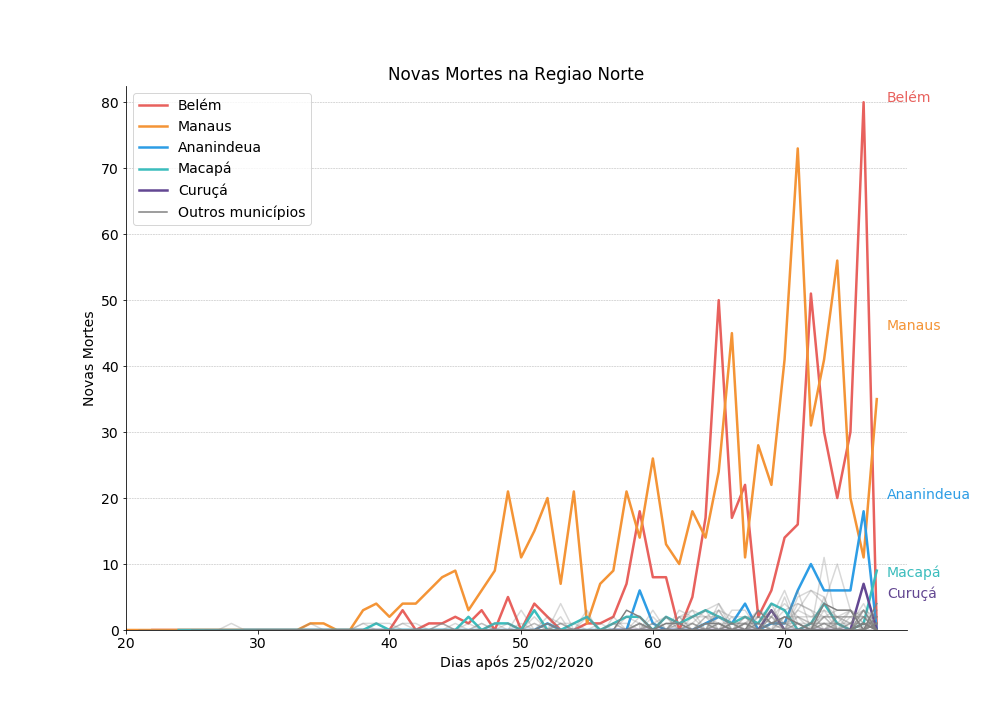 Novas Mortes na Regiao Norte
Belém
Manaus
Ananindeua
Macapá
Curuçá
Outros municípios
80
70
60
50
40
30
20
10
0
Novas Mortes
20
30
40
50
60
70
Dias após 25/02/2020
Belém
Manaus
Ananindeua
Macapá
Curuçá